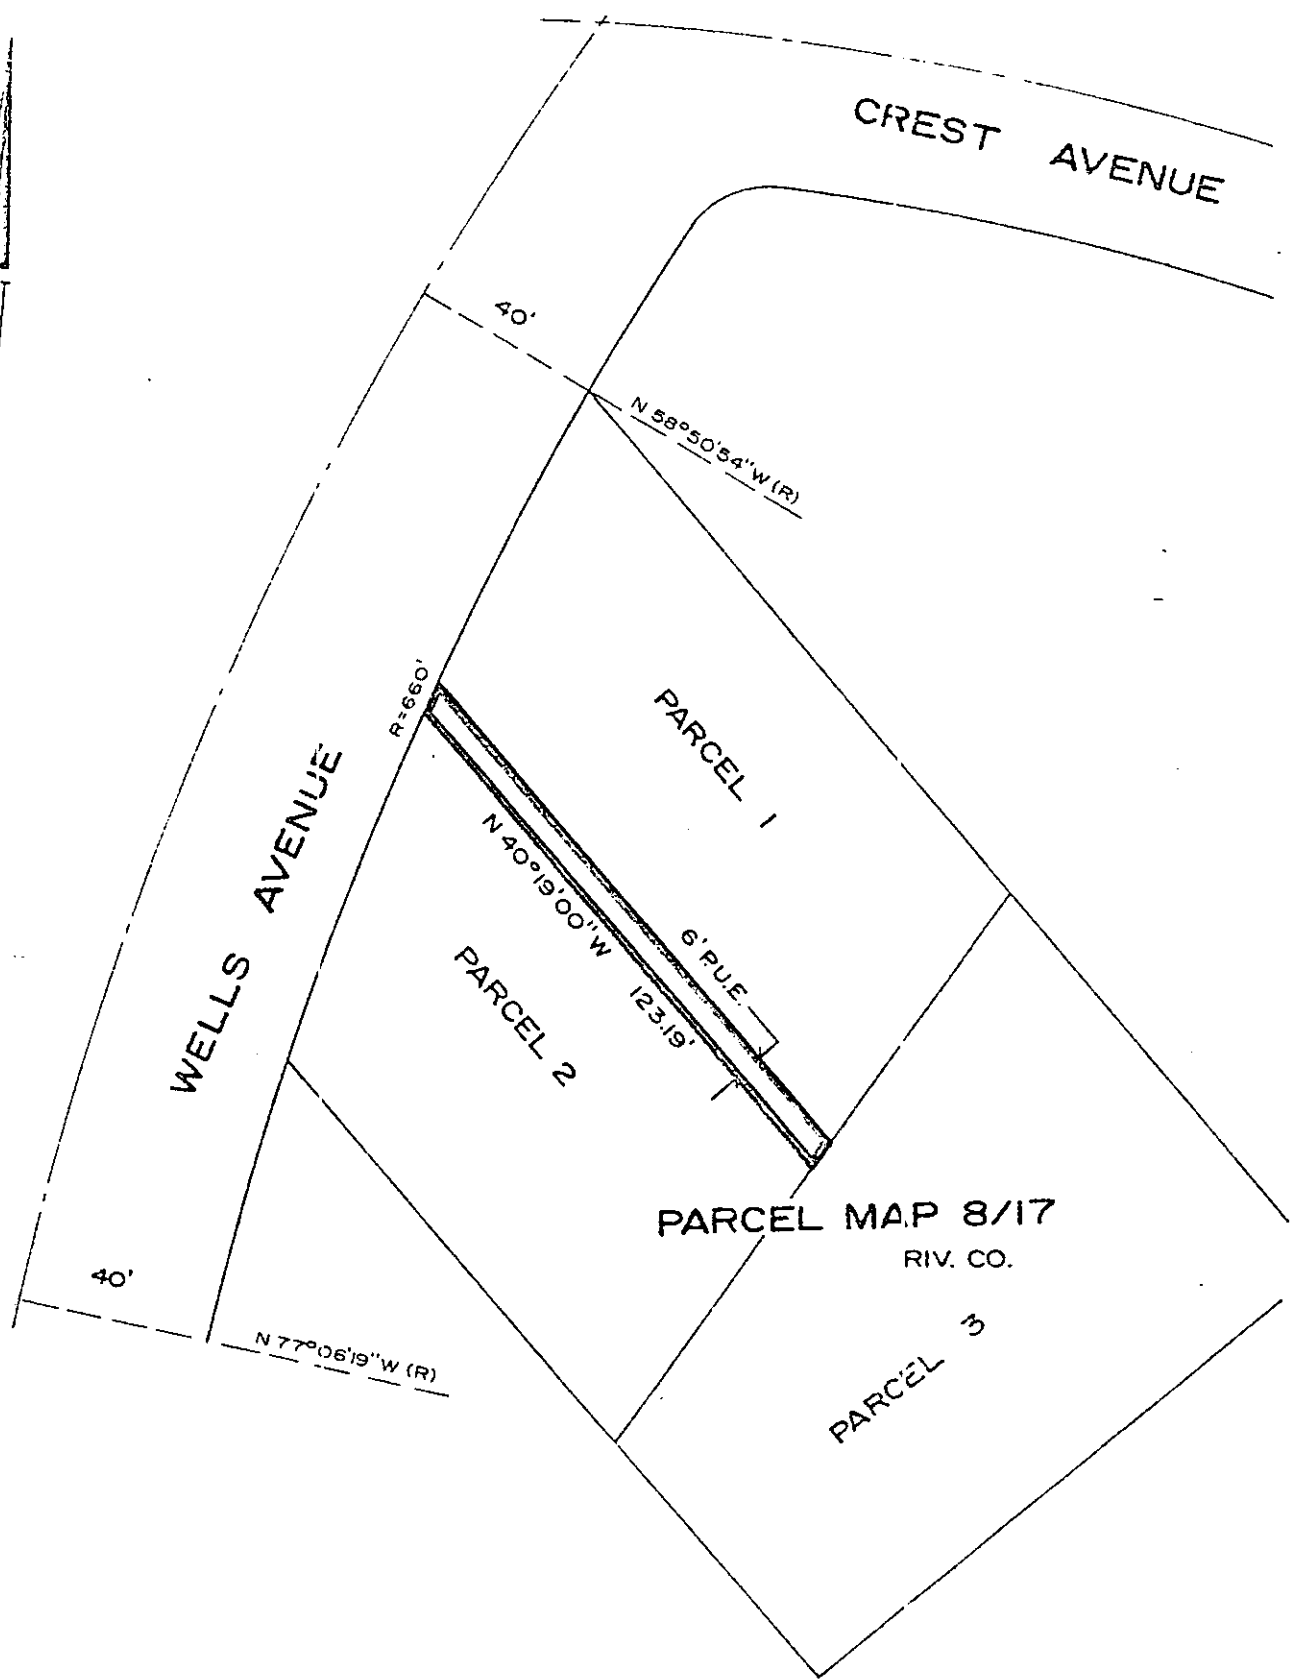 CREST AVENUE
40'
N 58°50'54"W (R)
R=660'
PARCEL 1
WELLS AVENUE
N 40°19'00"W
123.19'
6' P.U.E.
PARCEL 2
PARCEL MAP 8/17
RIV. CO.
40'
N 77°06'19"W (R)
PARCEL 3